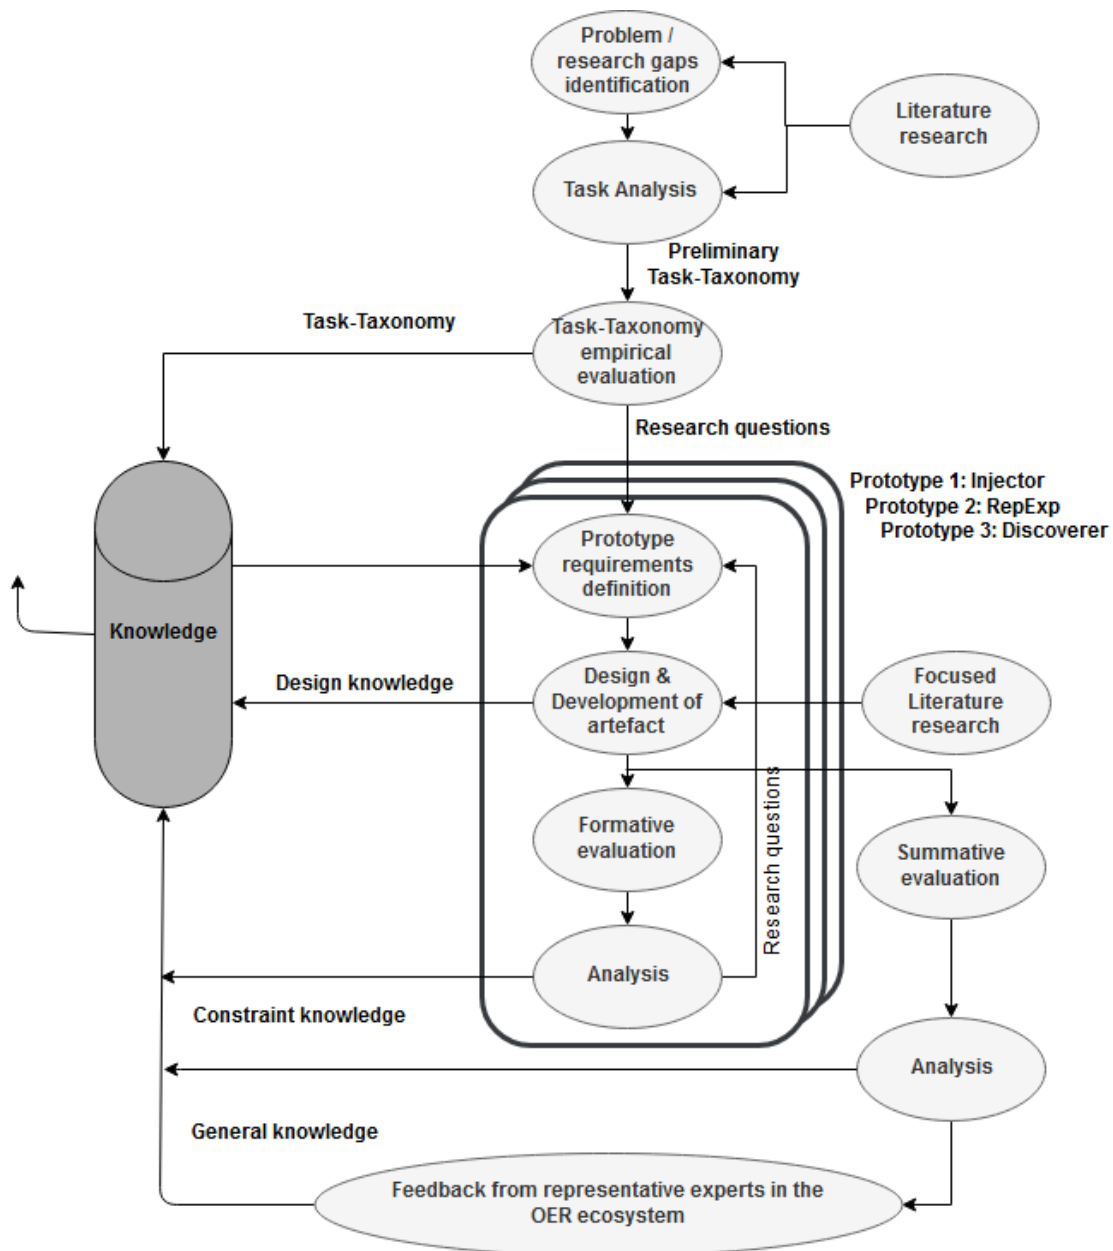 Problem /
research gaps
identification
Literature
research
Task Analysis
Preliminary
Task-Taxonomy
Task-Taxonomy
Task-Taxonomy
empirical
evaluation
Research questions
Prototype 1: Injector
Prototype 2: RepExp
Prototype 3: Discoverer
Prototype
requirements
definition
Knowledge
Design knowledge
Design &
Development of
artefact
Focused
Literature
research
Research questions
Formative
evaluation
Summative
evaluation
Analysis
Constraint knowledge
Analysis
General knowledge
Feedback from representative experts in the
OER ecosystem